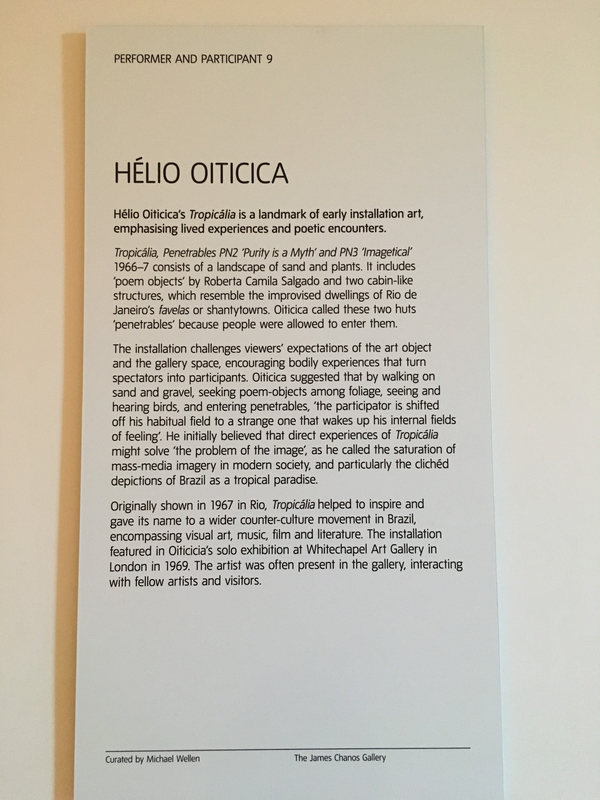 PERFORMER AND PARTICIPANT 9
HÉLIO OITICICA
Hélio Oiticica's Tropicália is a landmark of early installation art,
emphasising lived experiences and poetic encounters.
Tropicália, Penetrables PN2 'Purity is a Myth' and PN3 'Imagetical'
1966–7 consists of a landscape of sand and plants. It includes
'poem objects' by Roberta Camila Salgado and two cabin-like
structures, which resemble the improvised dwellings of Rio de
Janeiro's favelas or shantytowns. Oiticica called these two huts
'penetrables' because people were allowed to enter them.
The installation challenges viewers' expectations of the art object
and the gallery space, encouraging bodily experiences that turn
spectators into participants. Oiticica suggested that by walking on
sand and gravel, seeking poem-objects among foliage, seeing and
hearing birds, and entering penetrables, 'the participator is shifted
off his habitual field to a strange one that wakes up his internal fields
of feeling'. He initially believed that direct experiences of Tropicália
might solve 'the problem of the image', as he called the saturation of
mass-media imagery in modern society, and particularly the clichéd
depictions of Brazil as a tropical paradise.
Originally shown in 1967 in Rio, Tropicália helped to inspire and
gave its name to a wider counter-culture movement in Brazil,
encompassing visual art, music, film and literature. The installation
featured in Oiticicia's solo exhibition at Whitechapel Art Gallery in
London in 1969. The artist was often present in the gallery, interacting
with fellow artists and visitors.
Curated by Michael Wellen The James Chanos Gallery